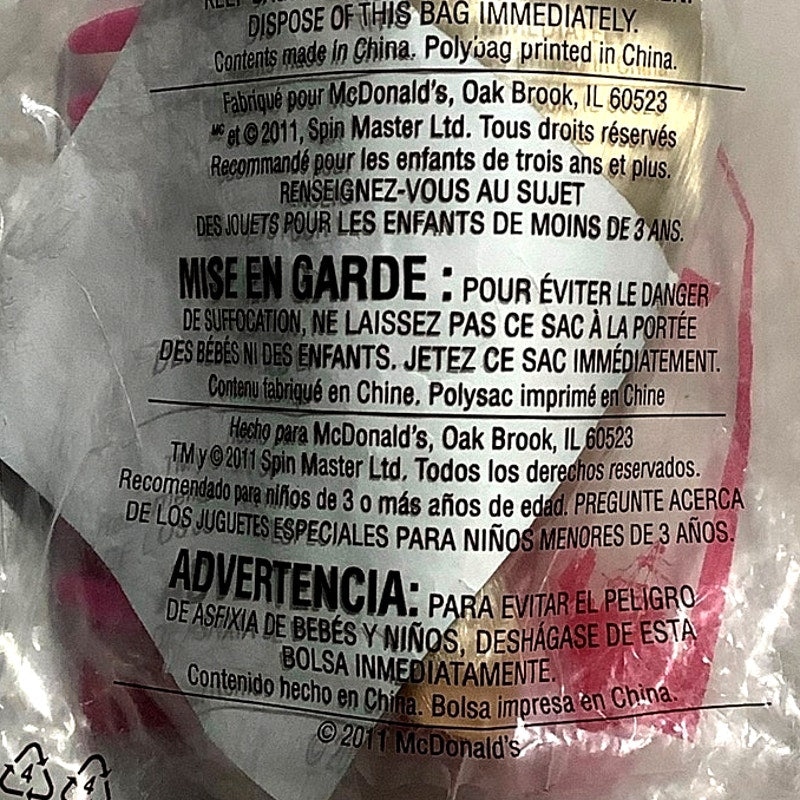 DISPOSE OF THIS BAG IMMEDIATELY.
Contents made in China. Polybag printed in China.
Fabriqué pour McDonald's, Oak Brook, IL 60523
MC et © 2011, Spin Master Ltd. Tous droits réservés
Recommandé pour les enfants de trois ans et plus.
RENSEIGNEZ-VOUS AU SUJET
DES JOUETS POUR LES ENFANTS DE MOINS DE 3 ANS.
MISE EN GARDE : POUR ÉVITER LE DANGER
DE SUFFOCATION, NE LAISSEZ PAS CE SAC À LA PORTÉE
DES BÉBÉS NI DES ENFANTS. JETEZ CE SAC IMMÉDIATEMENT.
Contenu fabriqué en Chine. Polysac imprimé en Chine
Hecho para McDonald's, Oak Brook, IL 60523
TM y © 2011 Spin Master Ltd. Todos los derechos reservados.
Recomendado para niños de 3 o más años de edad. PREGUNTE ACERCA
DE LOS JUGUETES ESPECIALES PARA NIÑOS MENORES DE 3 AÑOS.
ADVERTENCIA: PARA EVITAR EL PELIGRO
DE ASFIXIA DE BEBÉS Y NIÑOS, DESHÁGASE DE ESTA
BOLSA INMEDIATAMENTE.
Contenido hecho en China. Bolsa impresa en China.
© 2011 McDonald's
4 4